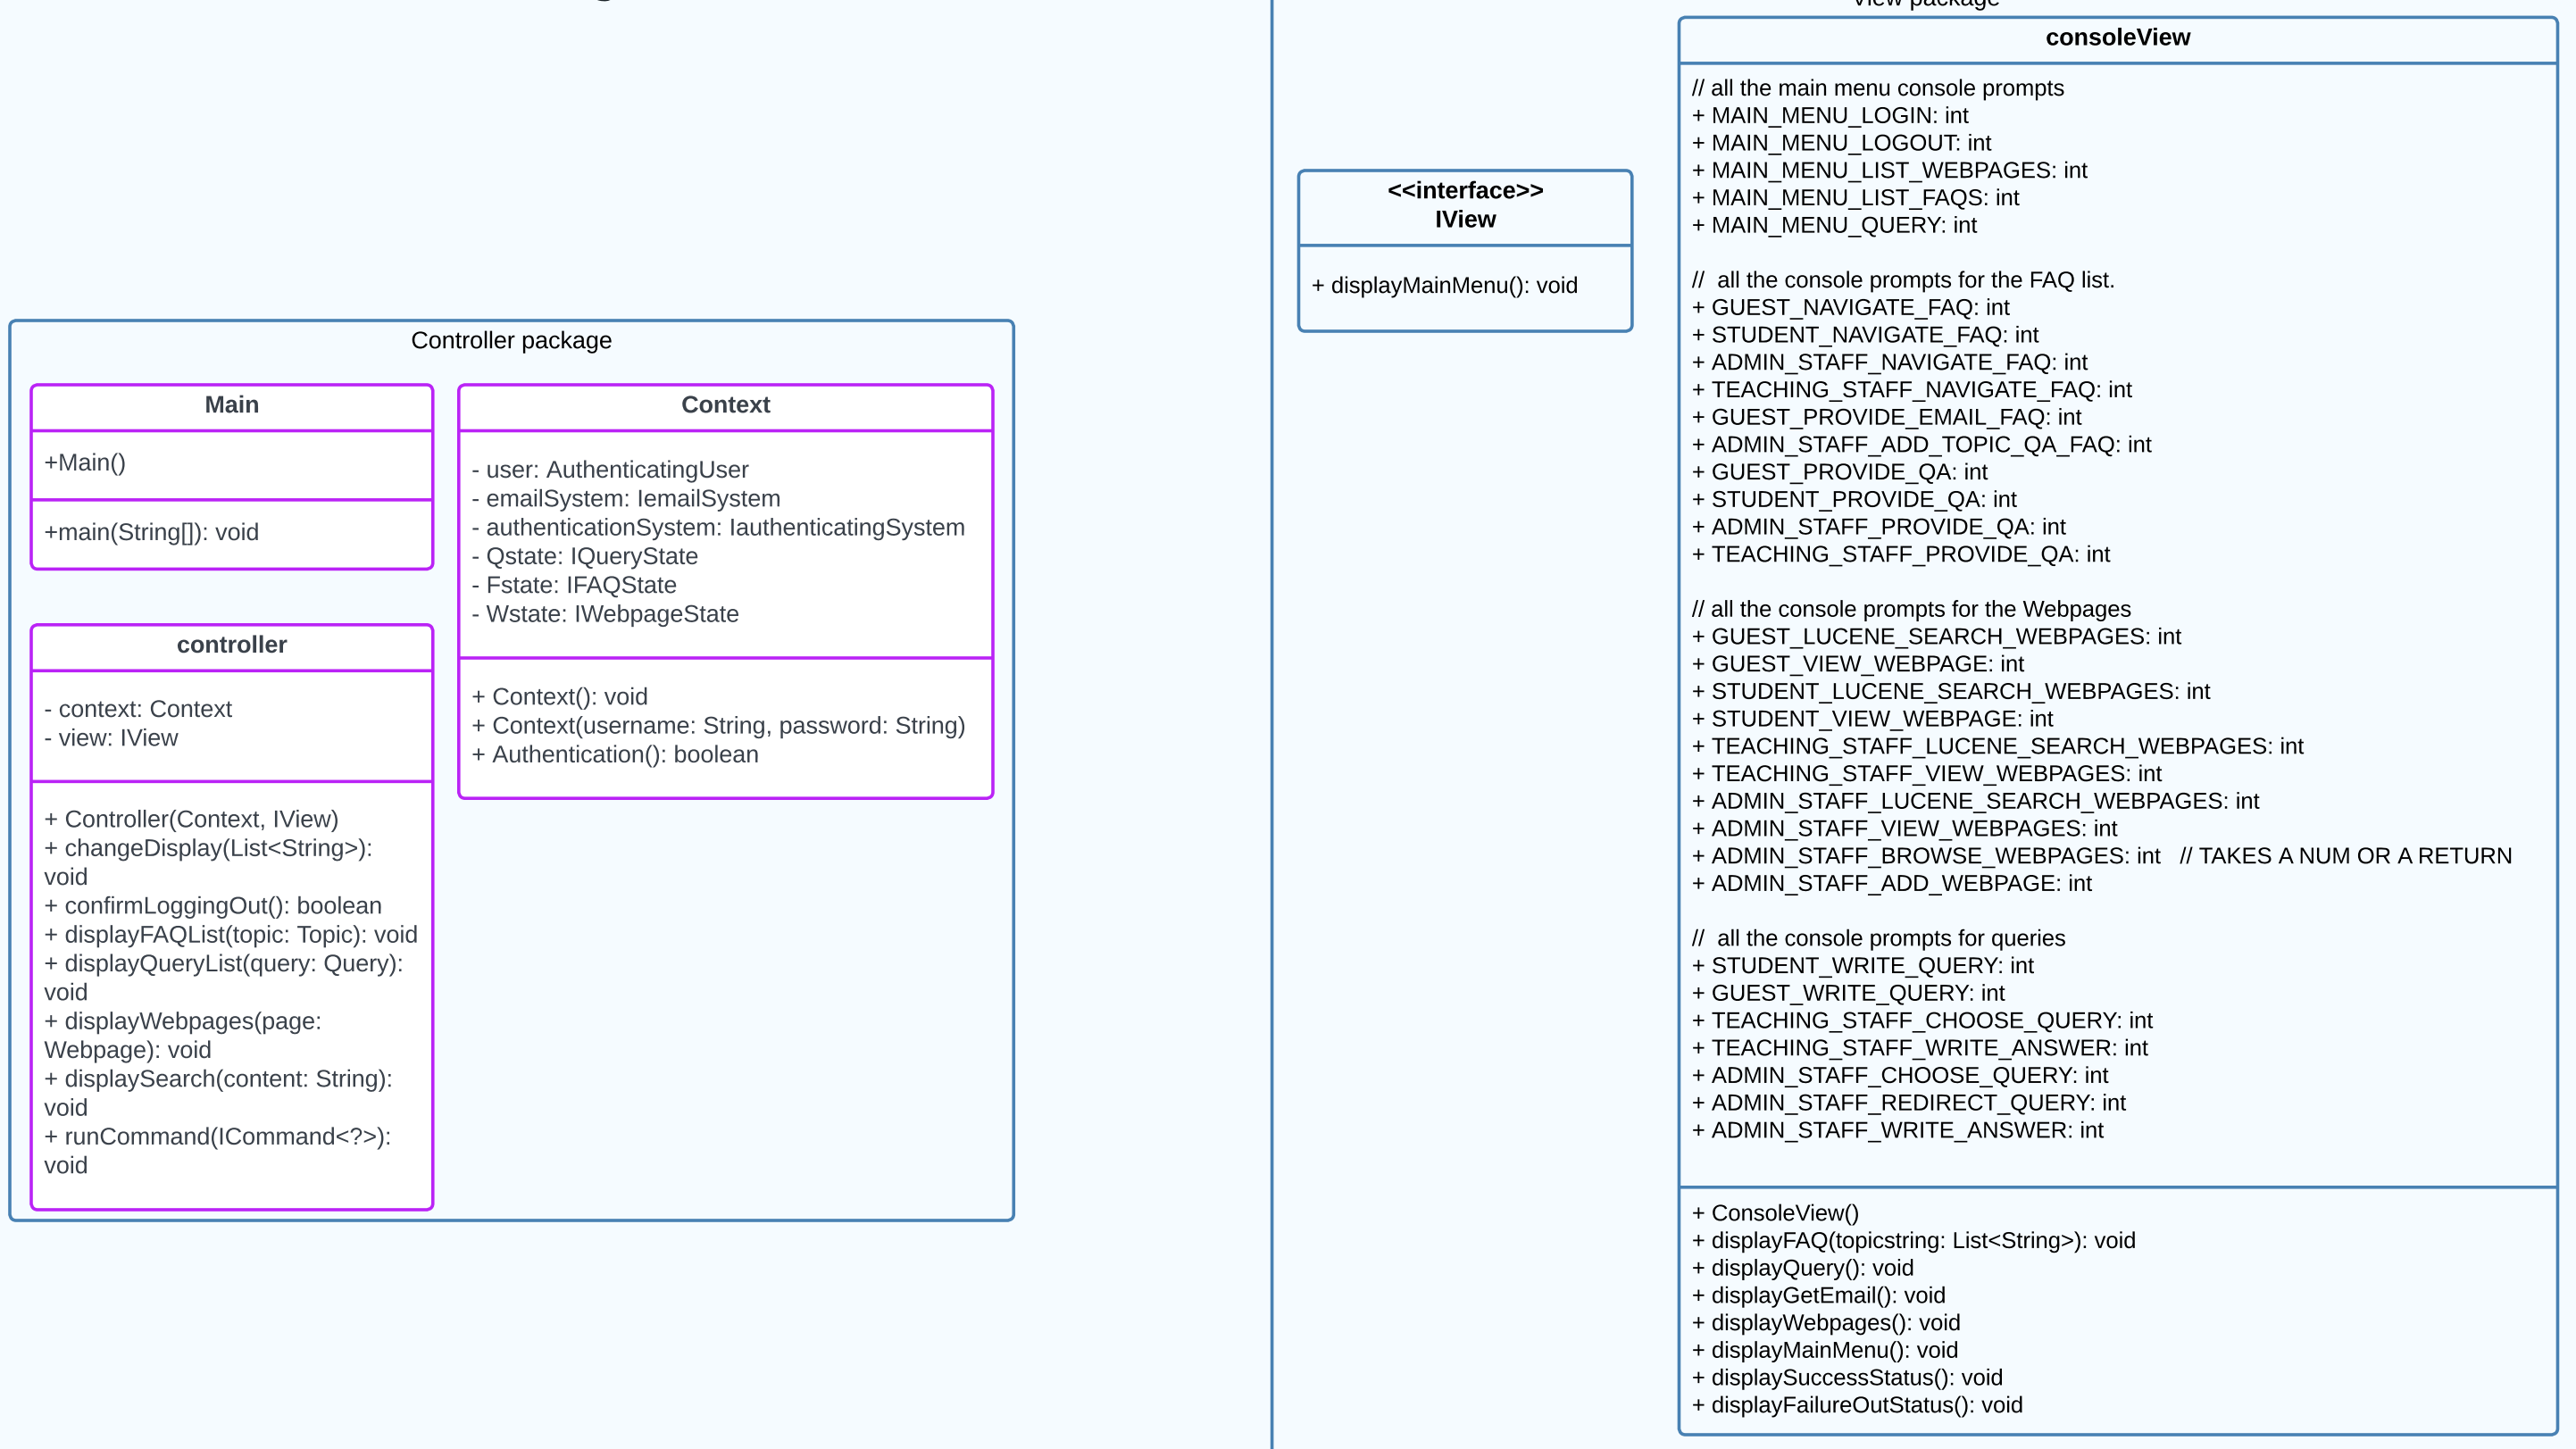 Controller package
Main
+Main()
+main(String[]): void
controller
- context: Context
- view: IView
+ Controller(Context, IView)
+ changeDisplay(List<String>):
void
+ confirmLoggingOut(): boolean
+ displayFAQList(topic: Topic): void
+ displayQueryList(query: Query):
void
+ displayWebpages(page:
Webpage): void
+ displaySearch(content: String):
void
+ runCommand(ICommand<?>):
void
Context
- user: AuthenticatingUser
- emailSystem: IemailSystem
- authenticationSystem: IauthenticatingSystem
- Qstate: IQueryState
- Fstate: IFAQState
- Wstate: IWebpageState
+ Context(): void
+ Context(username: String, password: String)
+ Authentication(): boolean
View package
<<interface>>
IView
+ displayMainMenu(): void
consoleView
// all the main menu console prompts
+ MAIN_MENU_LOGIN: int
+ MAIN_MENU_LOGOUT: int
+ MAIN_MENU_LIST_WEBPAGES: int
+ MAIN_MENU_LIST_FAQS: int
+ MAIN_MENU_QUERY: int
//  all the console prompts for the FAQ list.
+ GUEST_NAVIGATE_FAQ: int
+ STUDENT_NAVIGATE_FAQ: int
+ ADMIN_STAFF_NAVIGATE_FAQ: int
+ TEACHING_STAFF_NAVIGATE_FAQ: int
+ GUEST_PROVIDE_EMAIL_FAQ: int
+ ADMIN_STAFF_ADD_TOPIC_QA_FAQ: int
+ GUEST_PROVIDE_QA: int
+ STUDENT_PROVIDE_QA: int
+ ADMIN_STAFF_PROVIDE_QA: int
+ TEACHING_STAFF_PROVIDE_QA: int
// all the console prompts for the Webpages
+ GUEST_LUCENE_SEARCH_WEBPAGES: int
+ GUEST_VIEW_WEBPAGE: int
+ STUDENT_LUCENE_SEARCH_WEBPAGES: int
+ STUDENT_VIEW_WEBPAGE: int
+ TEACHING_STAFF_LUCENE_SEARCH_WEBPAGES: int
+ TEACHING_STAFF_VIEW_WEBPAGES: int
+ ADMIN_STAFF_LUCENE_SEARCH_WEBPAGES: int
+ ADMIN_STAFF_VIEW_WEBPAGES: int
+ ADMIN_STAFF_BROWSE_WEBPAGES: int   // TAKES A NUM OR A RETURN
+ ADMIN_STAFF_ADD_WEBPAGE: int
//  all the console prompts for queries
+ STUDENT_WRITE_QUERY: int
+ GUEST_WRITE_QUERY: int
+ TEACHING_STAFF_CHOOSE_QUERY: int
+ TEACHING_STAFF_WRITE_ANSWER: int
+ ADMIN_STAFF_CHOOSE_QUERY: int
+ ADMIN_STAFF_REDIRECT_QUERY: int
+ ADMIN_STAFF_WRITE_ANSWER: int
+ ConsoleView()
+ displayFAQ(topicstring: List<String>): void
+ displayQuery(): void
+ displayGetEmail(): void
+ displayWebpages(): void
+ displayMainMenu(): void
+ displaySuccessStatus(): void
+ displayFailureOutStatus(): void